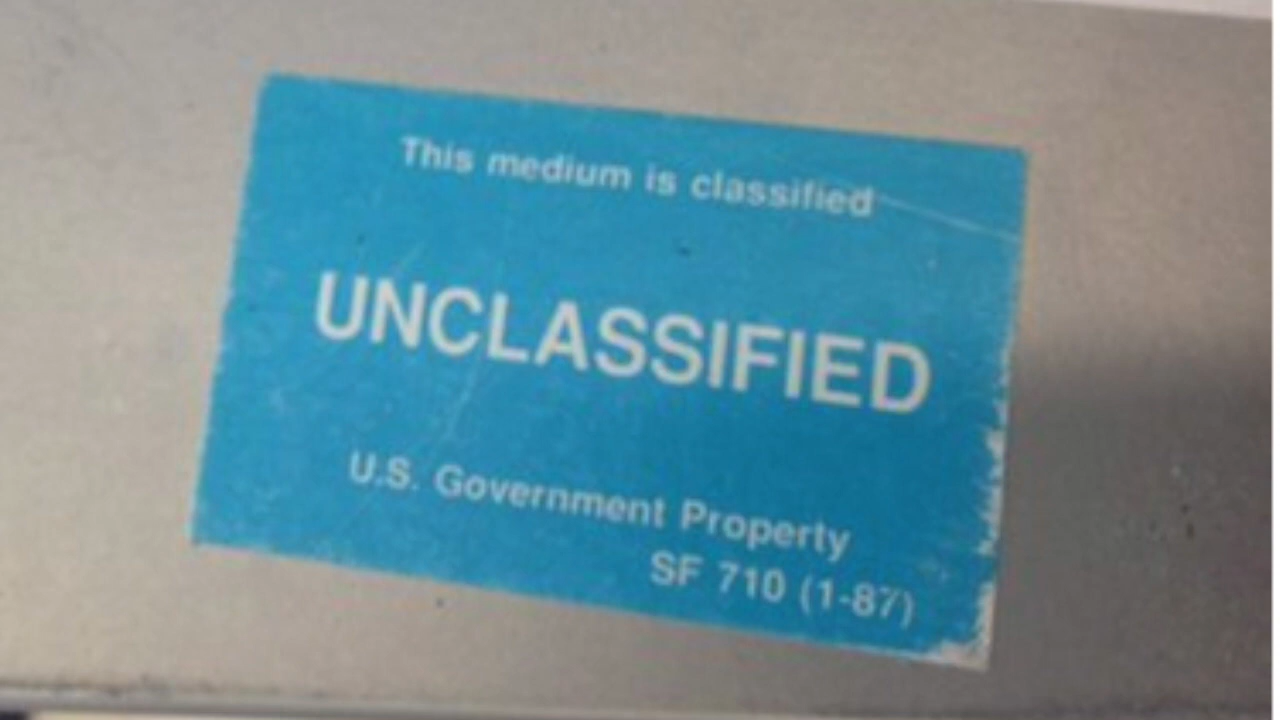 This medium is classified
UNCLASSIFIED
U.S. Government Property
SF 710 (1-87)